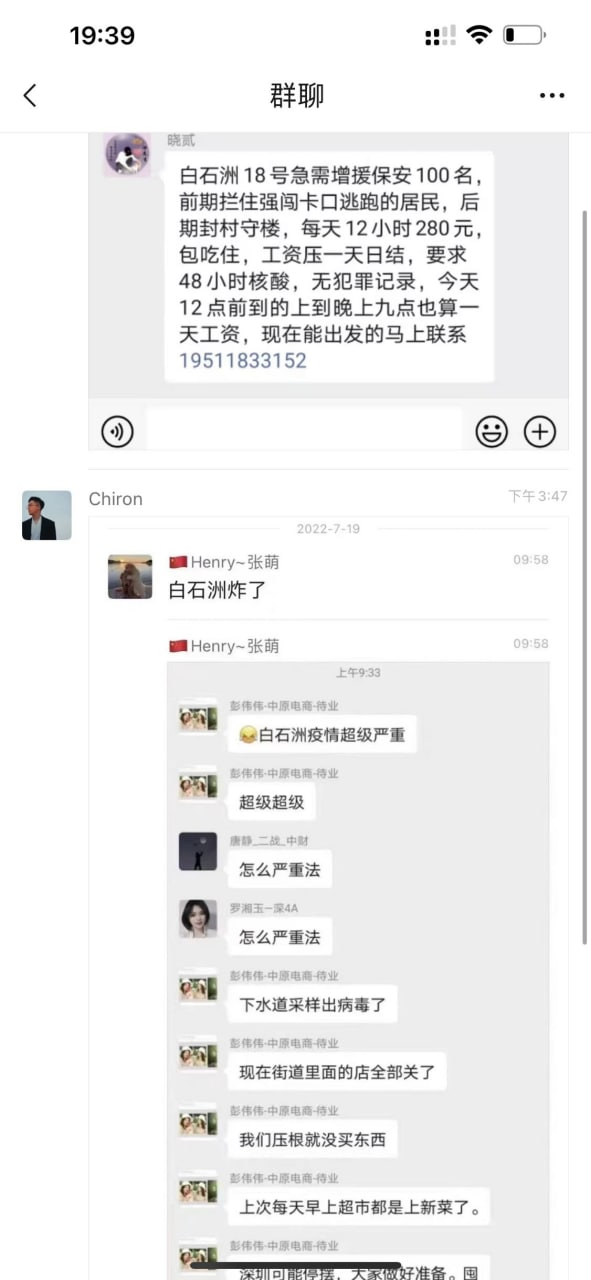 19:39
群聊
晓贰
白石洲18号急需增援保安100名，
前期拦住强闯卡口逃跑的居民，后
期封村守楼，每天12小时280元，
包吃住，工资压一天日结，要求
48小时核酸，无犯罪记录，今天
12点前到的上到晚上九点也算一
天工资，现在能出发的马上联系
19511833152
Chiron
下午3:47
2022-7-19
🇨🇳Henry~张萌
09:58
白石洲炸了
🇨🇳Henry~张萌
09:58
上午9:33
彭伟伟-中原电商-待业
😂白石洲疫情超级严重
彭伟伟-中原电商-待业
超级超级
唐静_二战_中财
怎么严重法
罗湘玉—深4A
怎么严重法
彭伟伟-中原电商-待业
下水道采样出病毒了
彭伟伟-中原电商-待业
现在街道里面的店全部关了
彭伟伟-中原电商-待业
我们压根就没买东西
彭伟伟-中原电商-待业
上次每天早上超市都是上新菜了。
彭伟伟-中原电商-待业
深圳可能停摆，大家做好准备。囤